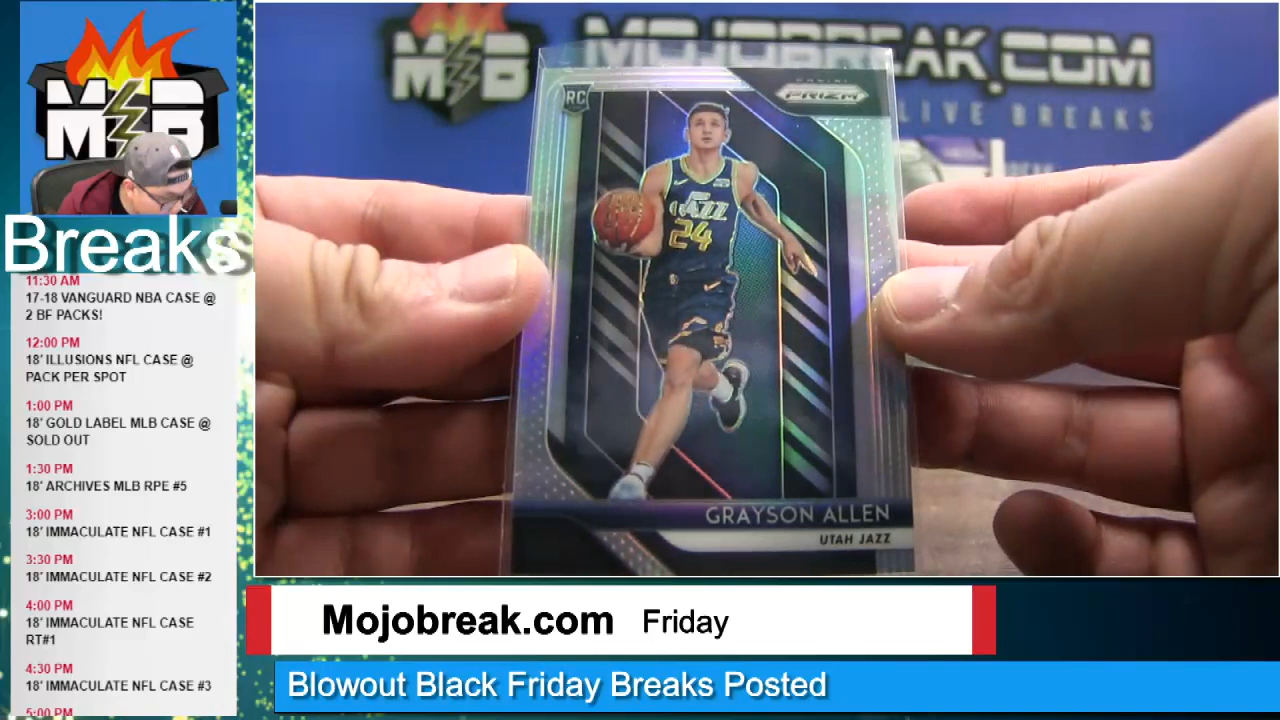 M B
Breaks
11:30 AM
17-18 VANGUARD NBA CASE @
2 BF PACKS!
12:00 PM
18' ILLUSIONS NFL CASE @
PACK PER SPOT
1:00 PM
18' GOLD LABEL MLB CASE @
SOLD OUT
1:30 PM
18' ARCHIVES MLB RPE #5
3:00 PM
18' IMMACULATE NFL CASE #1
3:30 PM
18' IMMACULATE NFL CASE #2
4:00 PM
18' IMMACULATE NFL CASE
RT#1
4:30 PM
18' IMMACULATE NFL CASE #3
5:00 PM
M B
MOJOBREAK.COM
LIVE BREAKS
RC
PANINI
PRIZM
JAZZ
24
GRAYSON ALLEN
UTAH JAZZ
Mojobreak.com Friday
Blowout Black Friday Breaks Posted